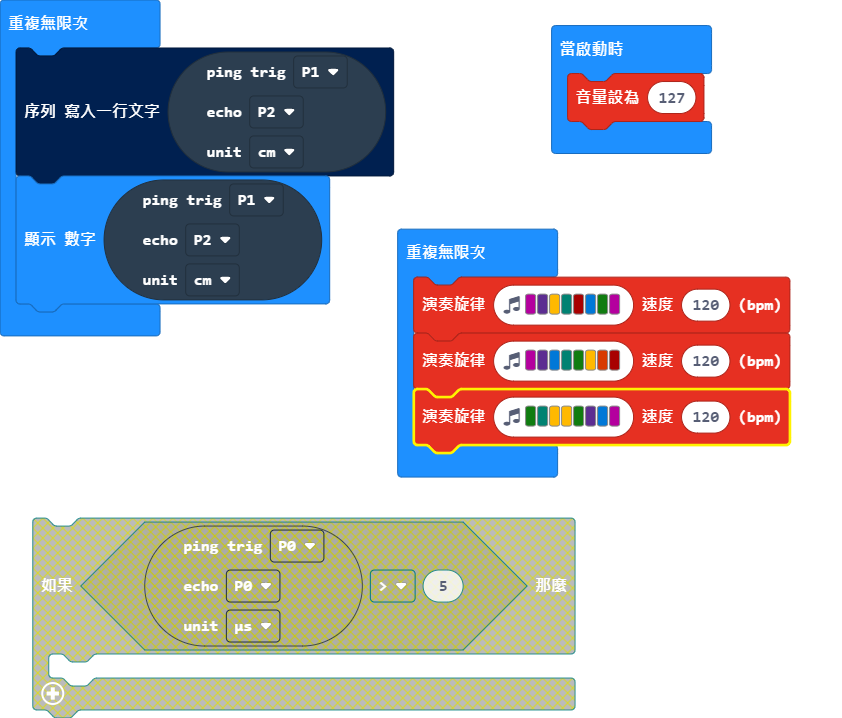 重複無限次
序列 寫入一行文字
ping trig P1
echo P2
unit cm
顯示 數字
ping trig P1
echo P2
unit cm
當啟動時
音量設為 127
重複無限次
演奏旋律 速度 120 (bpm)
演奏旋律 速度 120 (bpm)
演奏旋律 速度 120 (bpm)
如果
ping trig P0
echo P0
unit μs
> 5
那麼